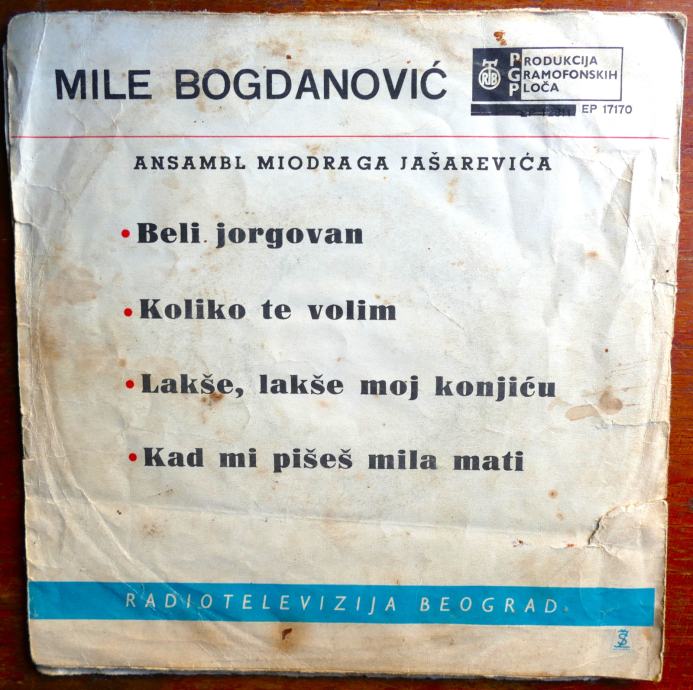 MILE BOGDANOVIĆ
RTB
PRODUKCIJA
GRAMOFONSKIH
PLOČA
EP 17170
ANSAMBL MIODRAGA JAŠAREVIĆA
• Beli jorgovan
• Koliko te volim
• Lakše, lakše moj konjiću
• Kad mi pišeš mila mati
RADIOTELEVIZIJA BEOGRAD